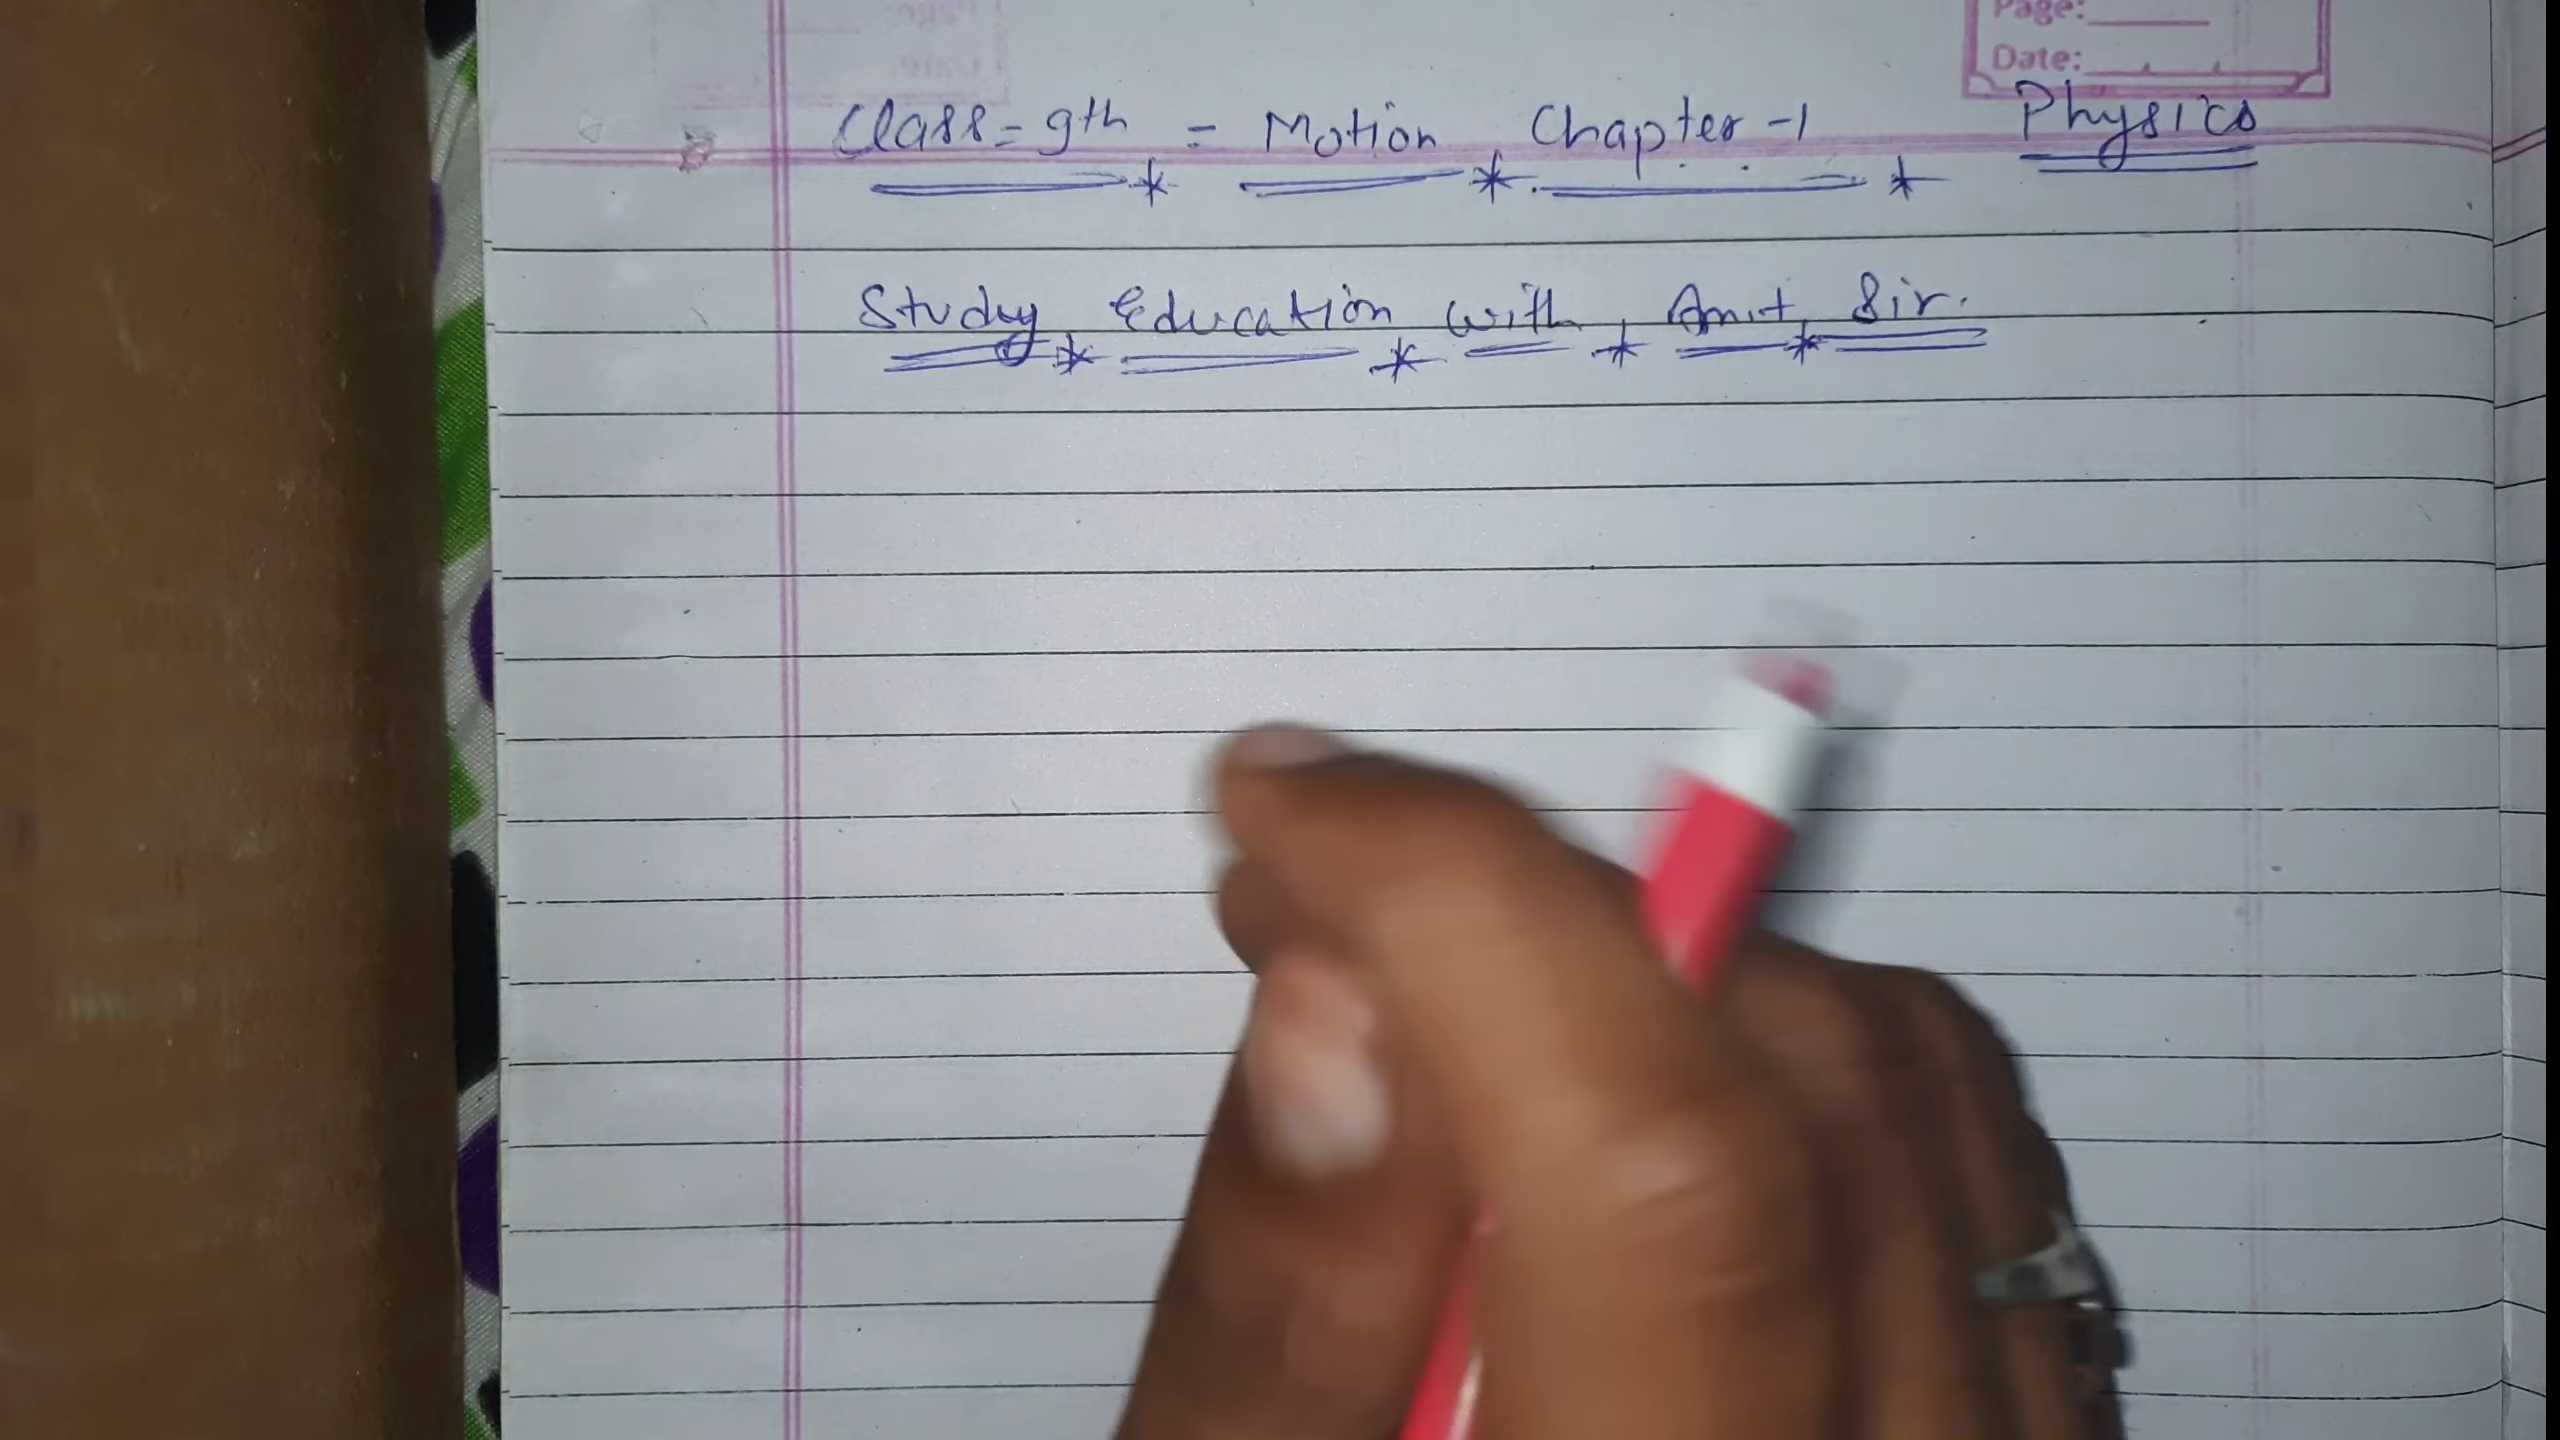 Page:
Date:
Class = 9th = Motion Chapter -1 Physics
Study Education with Amit Sir.